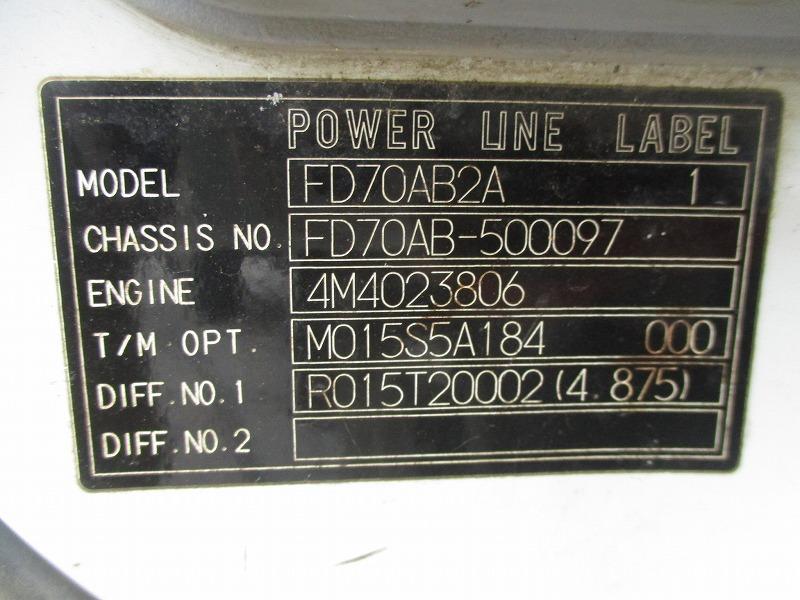 POWER LINE LABEL
MODEL FD70AB2A 1
CHASSIS NO. FD70AB-500097
ENGINE 4M4023806
T/M OPT. M015S5A184 000
DIFF.NO.1 R015T20002(4.875)
DIFF.NO.2